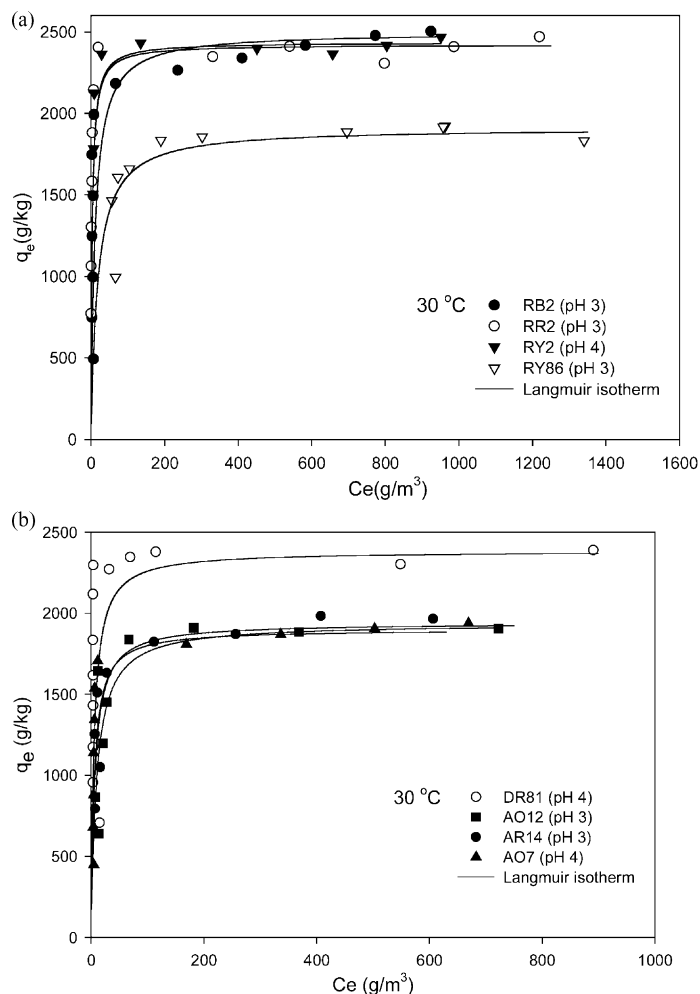 (a)
2500
2000
1500
1000
500
0
qe(g/kg)
30 °C
RB2 (pH 3)
RR2 (pH 3)
RY2 (pH 4)
RY86 (pH 3)
Langmuir isotherm
0 200 400 600 800 1000 1200 1400 1600
Ce(g/m³)
(b)
2500
2000
1500
1000
500
0
qe (g/kg)
30 °C
DR81 (pH 4)
AO12 (pH 3)
AR14 (pH 3)
AO7 (pH 4)
Langmuir isotherm
0 200 400 600 800 1000
Ce (g/m³)